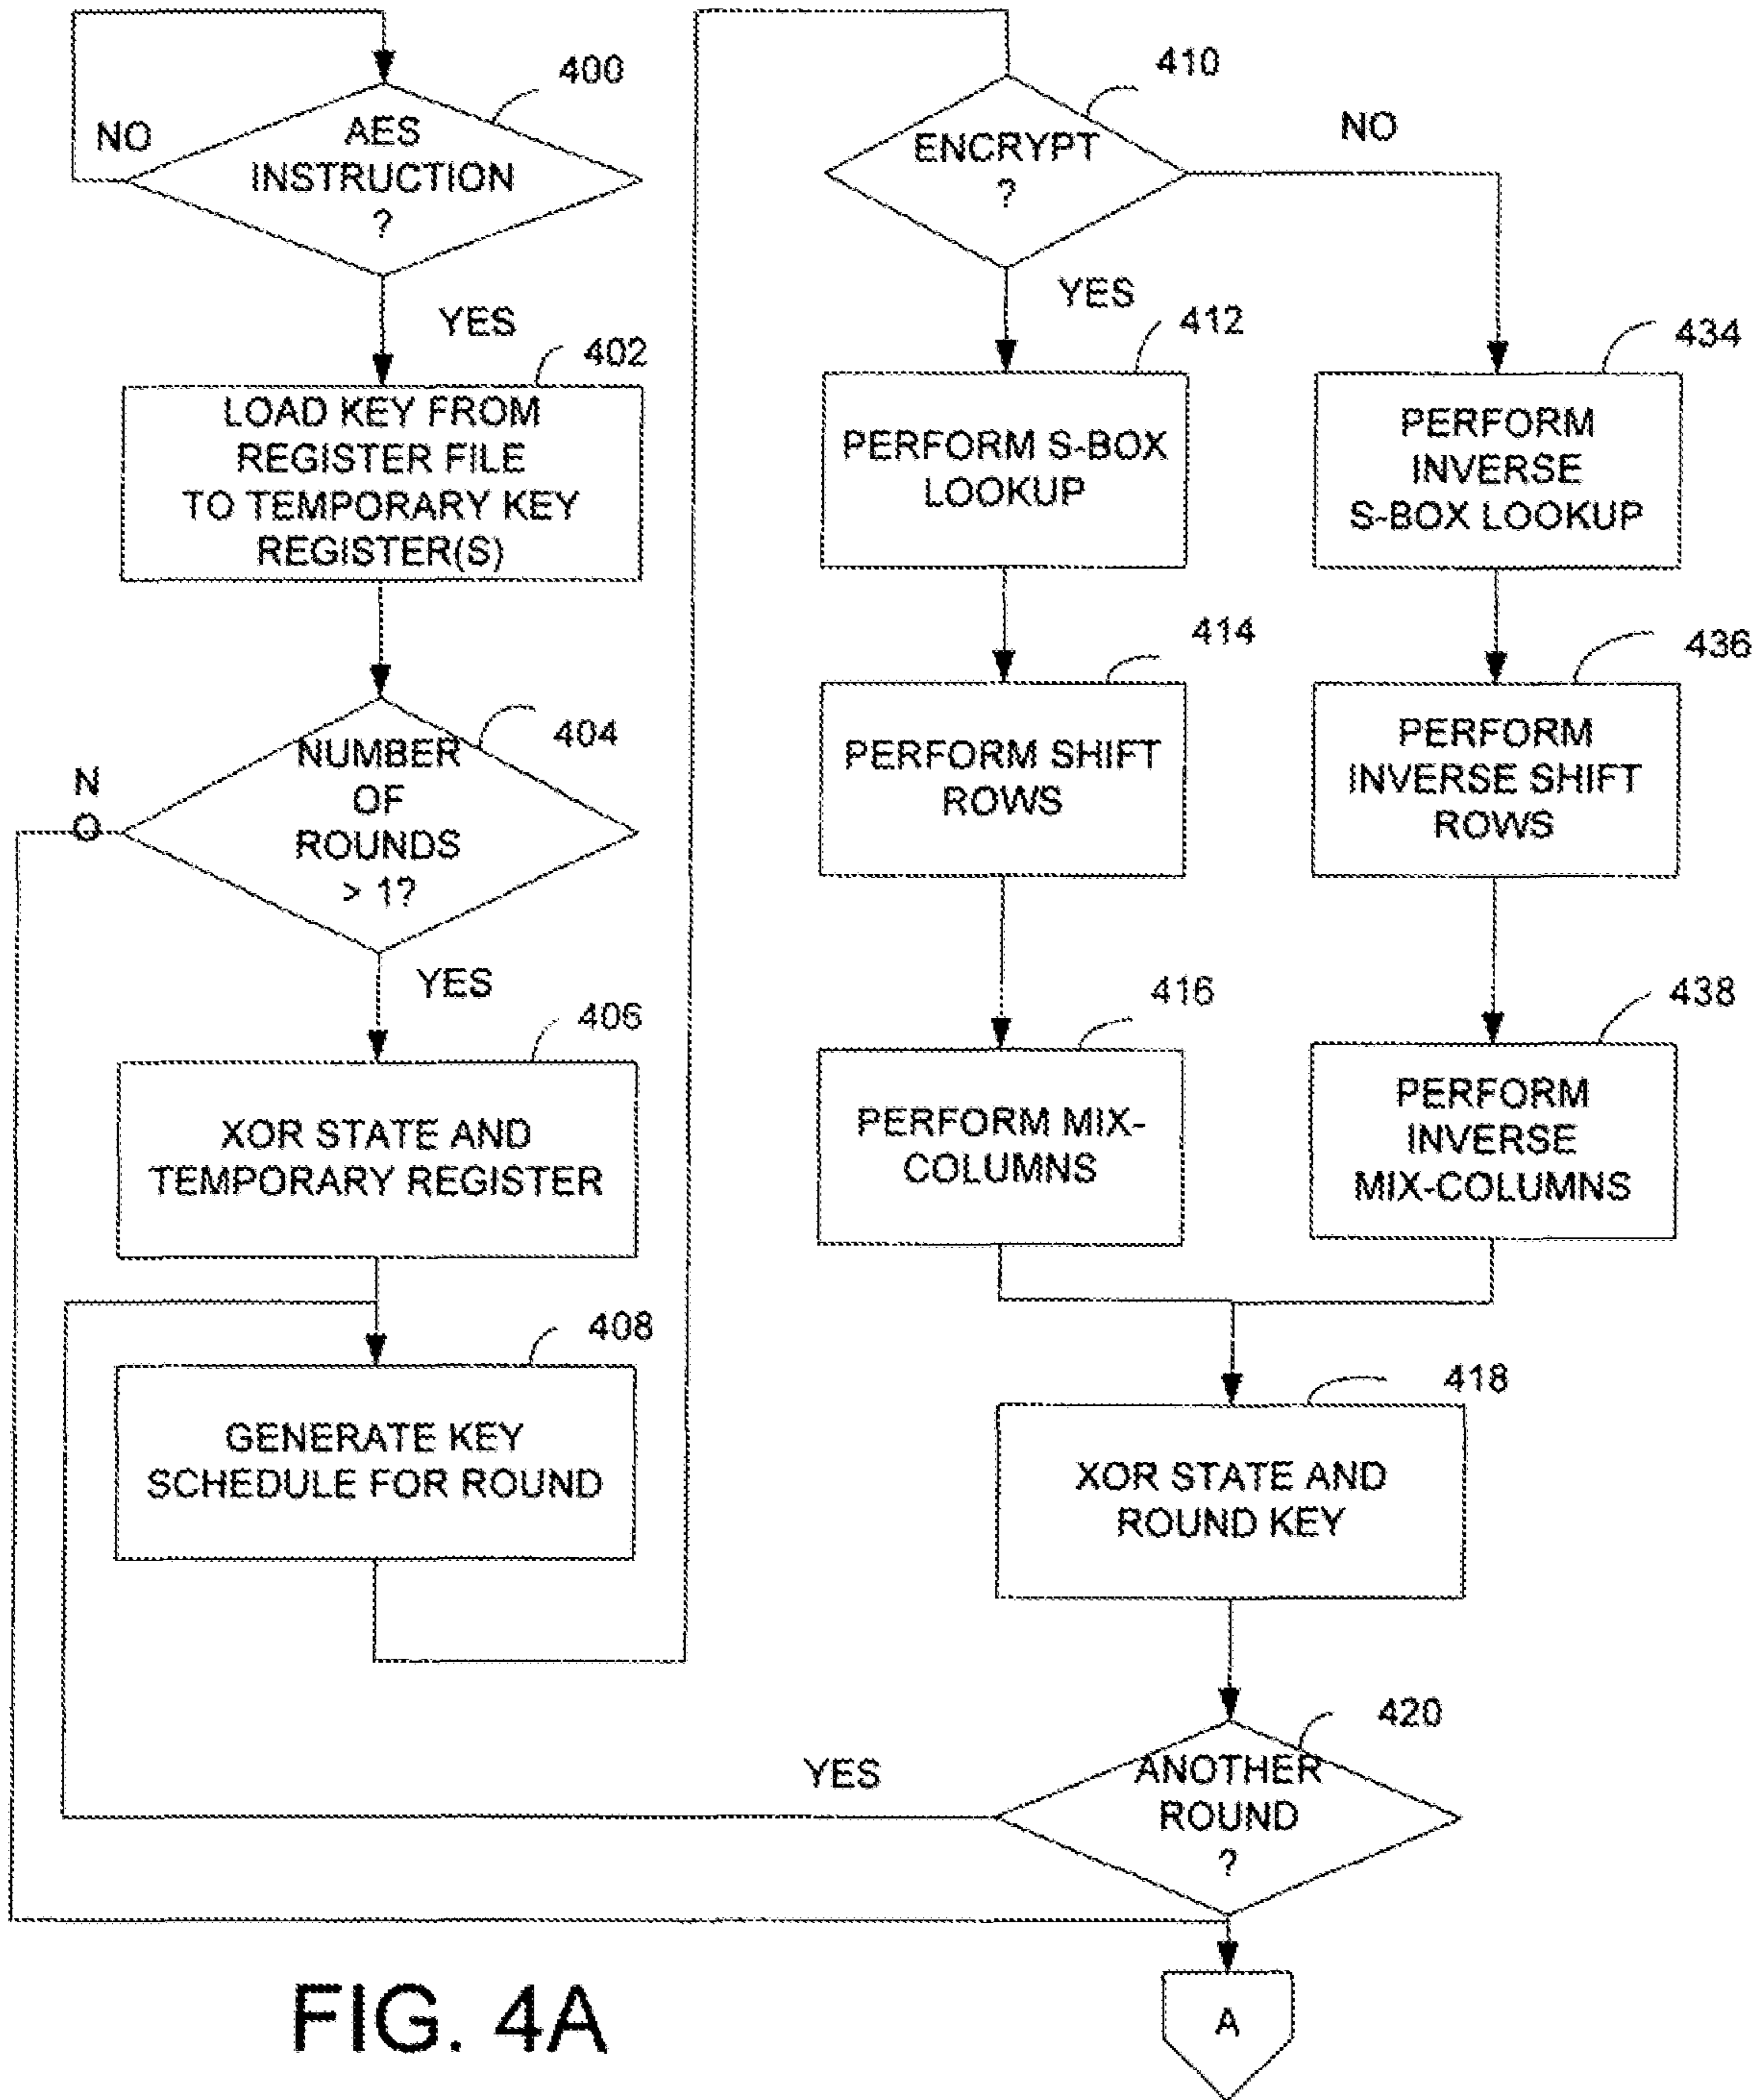 400
NO
AES
INSTRUCTION
?
YES
402
LOAD KEY FROM
REGISTER FILE
TO TEMPORARY KEY
REGISTER(S)
404
N
O
NUMBER
OF
ROUNDS
> 1?
YES
406
XOR STATE AND
TEMPORARY REGISTER
408
GENERATE KEY
SCHEDULE FOR ROUND
410
ENCRYPT
?
NO
YES
412
PERFORM S-BOX
LOOKUP
414
PERFORM SHIFT
ROWS
416
PERFORM MIX-
COLUMNS
434
PERFORM
INVERSE
S-BOX LOOKUP
436
PERFORM
INVERSE SHIFT
ROWS
438
PERFORM
INVERSE
MIX-COLUMNS
418
XOR STATE AND
ROUND KEY
420
YES
ANOTHER
ROUND
?
A
FIG. 4A